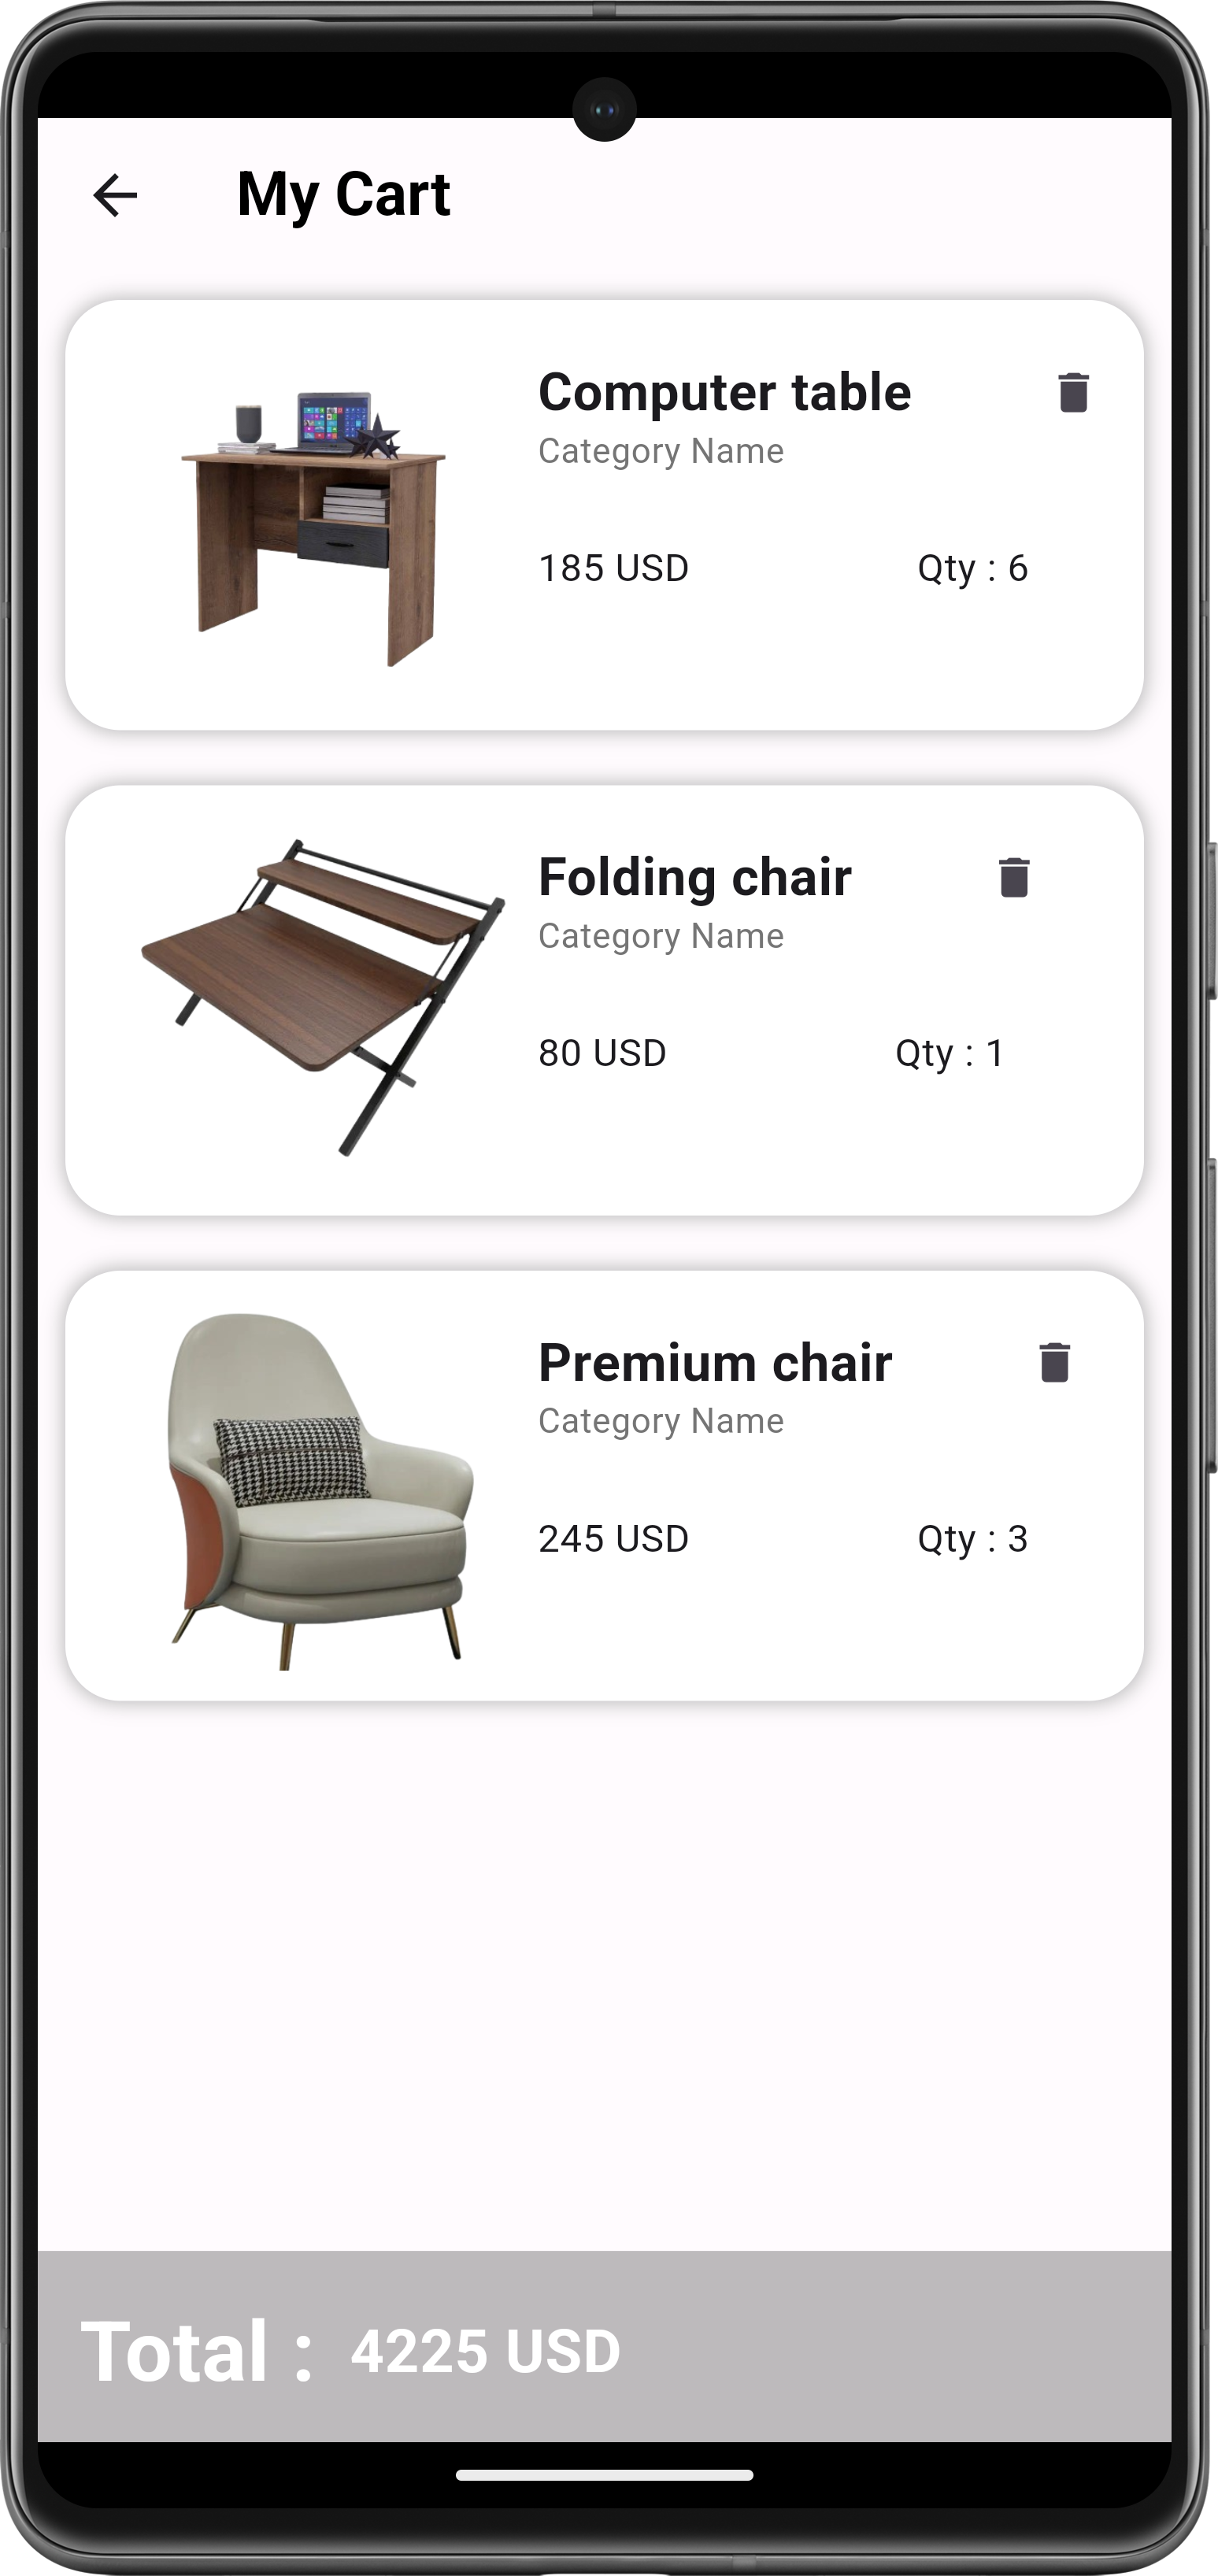 My Cart
Computer table
Category Name
185 USD Qty : 6
Folding chair
Category Name
80 USD Qty : 1
Premium chair
Category Name
245 USD Qty : 3
Total : 4225 USD